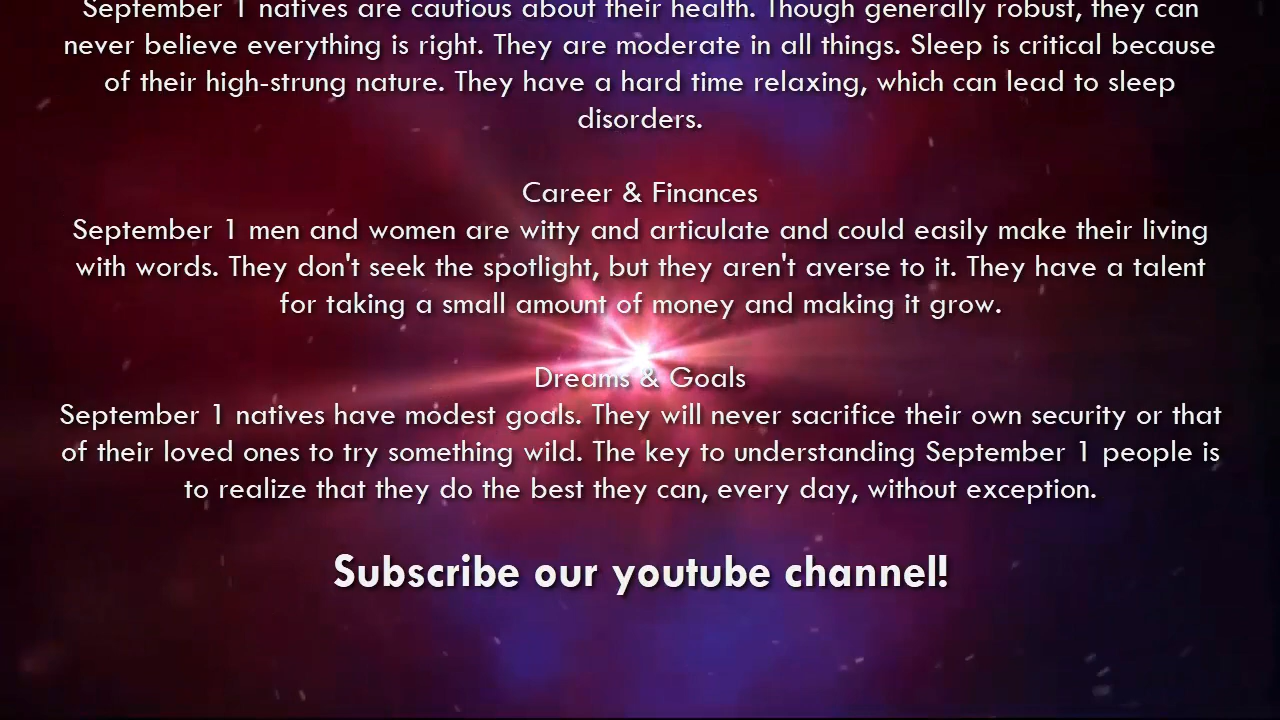 September 1 natives are cautious about their health. Though generally robust, they can
never believe everything is right. They are moderate in all things. Sleep is critical because
of their high-strung nature. They have a hard time relaxing, which can lead to sleep
disorders.
Career & Finances
September 1 men and women are witty and articulate and could easily make their living
with words. They don't seek the spotlight, but they aren't averse to it. They have a talent
for taking a small amount of money and making it grow.
Dreams & Goals
September 1 natives have modest goals. They will never sacrifice their own security or that
of their loved ones to try something wild. The key to understanding September 1 people is
to realize that they do the best they can, every day, without exception.
Subscribe our youtube channel!